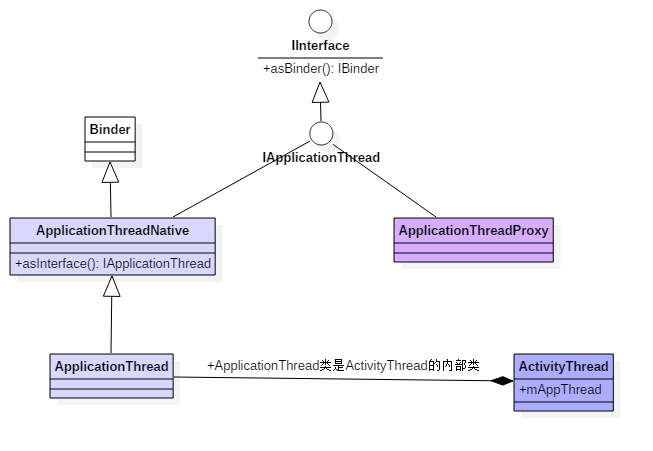 IInterface
+asBinder(): IBinder
Binder
IApplicationThread
ApplicationThreadNative
+asInterface(): IApplicationThread
ApplicationThreadProxy
ApplicationThread
+ApplicationThread类是ActivityThread的内部类
ActivityThread
+mAppThread